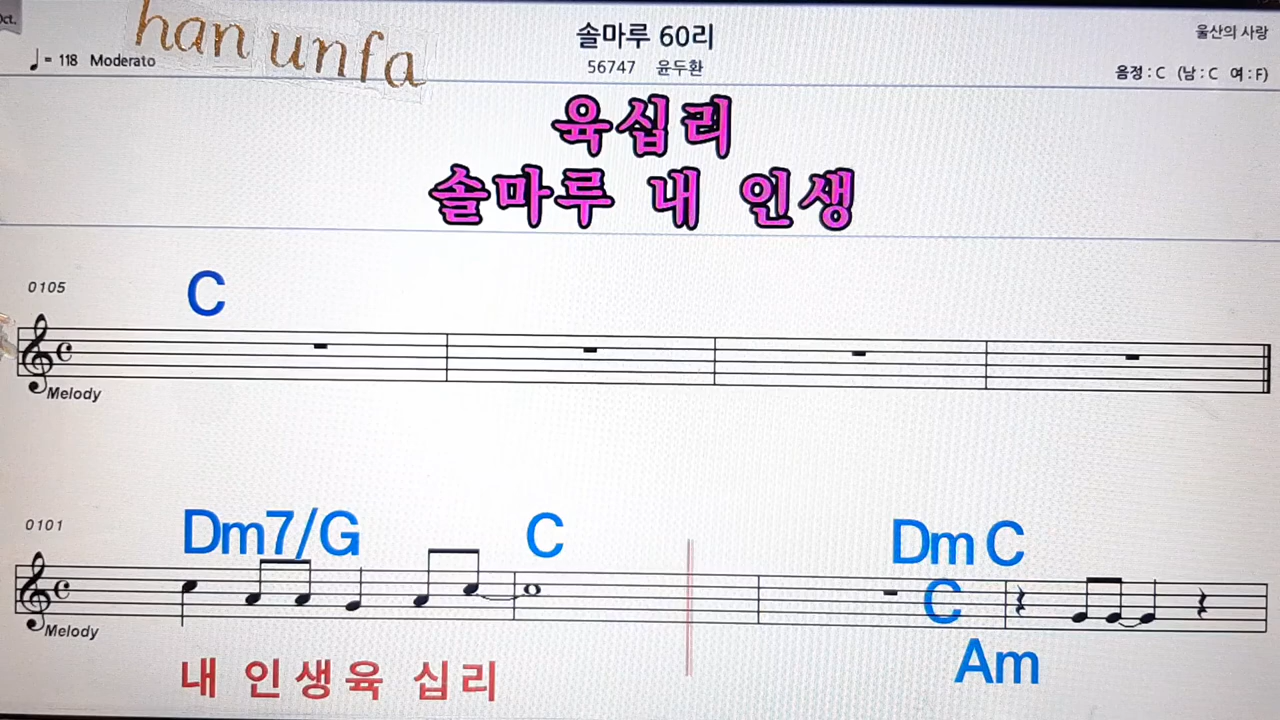 Oct.
han unfa
솔마루 60리
울산의 사랑
♩= 118 Moderato
56747 윤두환
음정 : C (남 : C 여 : F)
육십리
솔마루 내 인생
0105
C
Melody
0101
Dm7/G C Dm C
C
Melody
Am
내 인생육 십리